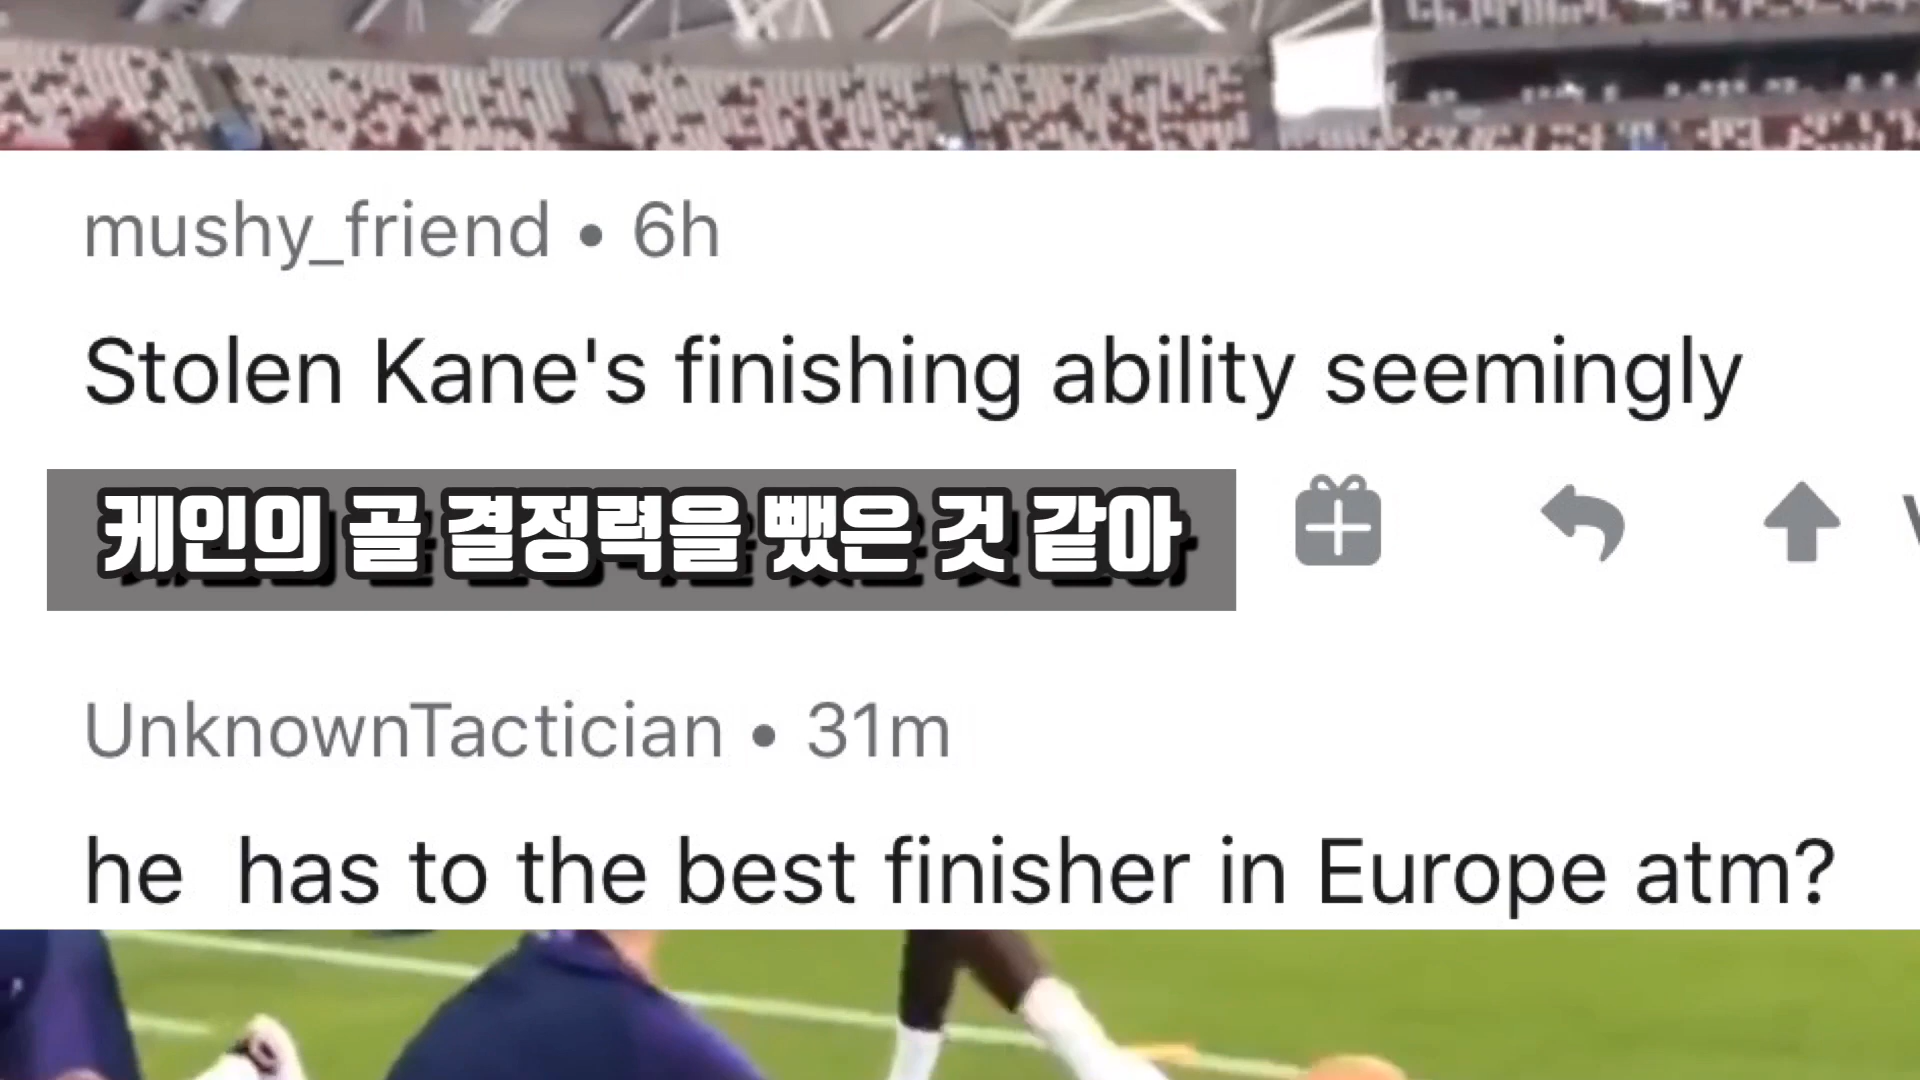 mushy_friend • 6h
Stolen Kane's finishing ability seemingly
케인의 골 결정력을 뺐은 것 같아
UnknownTactician • 31m
he  has to the best finisher in Europe atm?